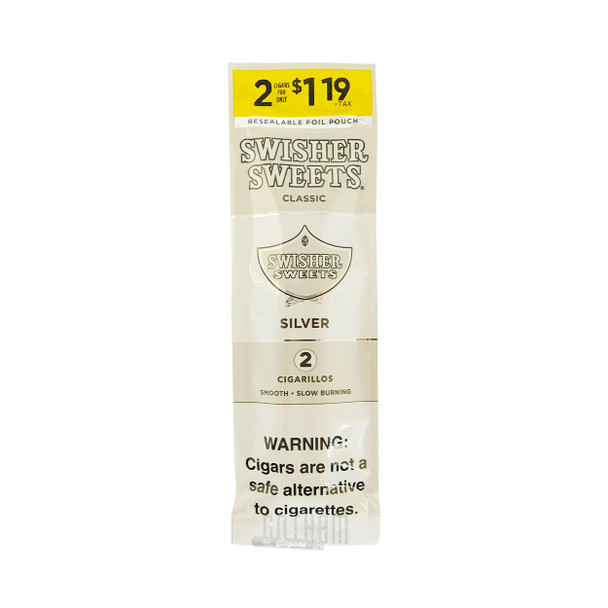 2 CIGARS FOR ONLY $1 19 +TAX
RESEALABLE FOIL POUCH
SWISHER
SWEETS®
CLASSIC
SWISHER
SWEETS
SILVER
2
CIGARILLOS
SMOOTH • SLOW BURNING
WARNING:
Cigars are not a
safe alternative
to cigarettes.
Cigars